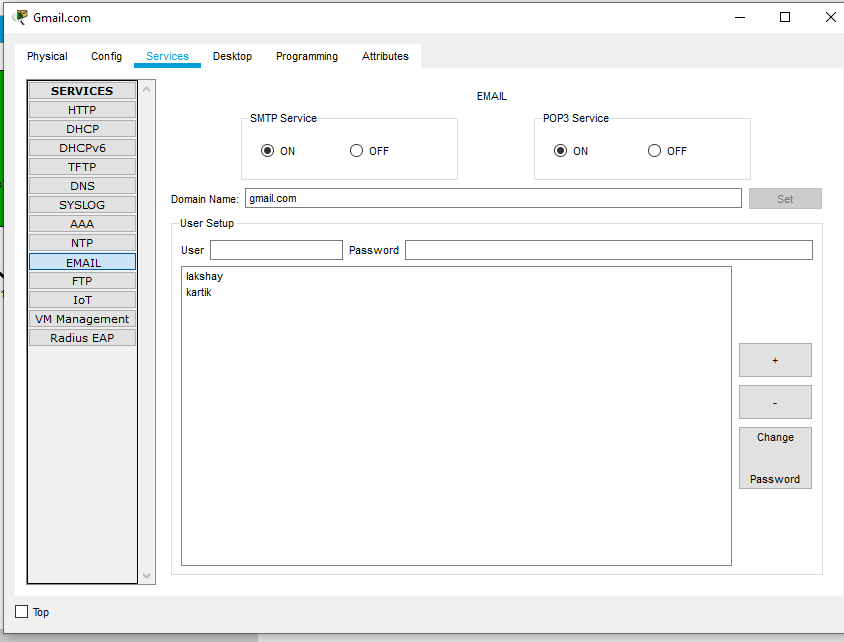 Gmail.com
Physical Config Services Desktop Programming Attributes
SERVICES
HTTP
DHCP
DHCPv6
TFTP
DNS
SYSLOG
AAA
NTP
EMAIL
FTP
IoT
VM Management
Radius EAP
EMAIL
SMTP Service
ON OFF
POP3 Service
ON OFF
Domain Name: gmail.com Set
User Setup
User Password
lakshay
kartik
+
-
Change
Password
Top